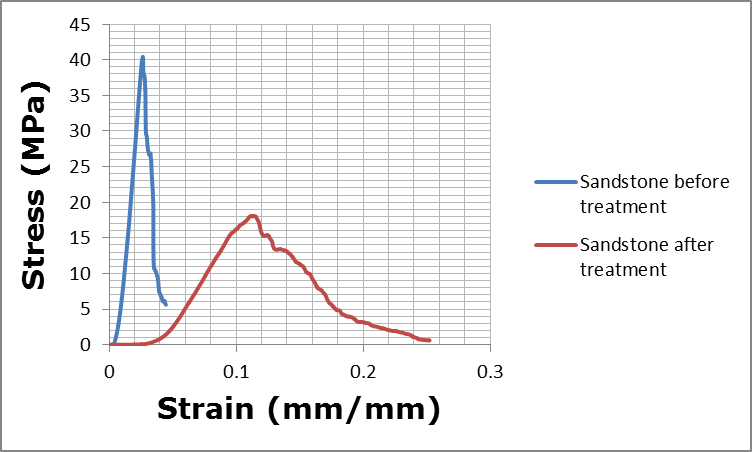 45
40
35
30
25
20
15
10
5
0
Stress (MPa)
0 0.1 0.2 0.3
Strain (mm/mm)
Sandstone before
treatment
Sandstone after
treatment